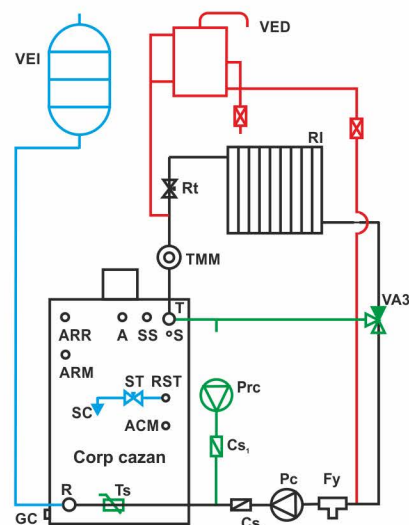 VED
VEI
RI
Rt
TMM
T
VA3
ARR
A
SS
S
ARM
ST
RST
Prc
SC
ACM
Cs1
Corp cazan
R
Ts
Pc
Fy
GC
Cs